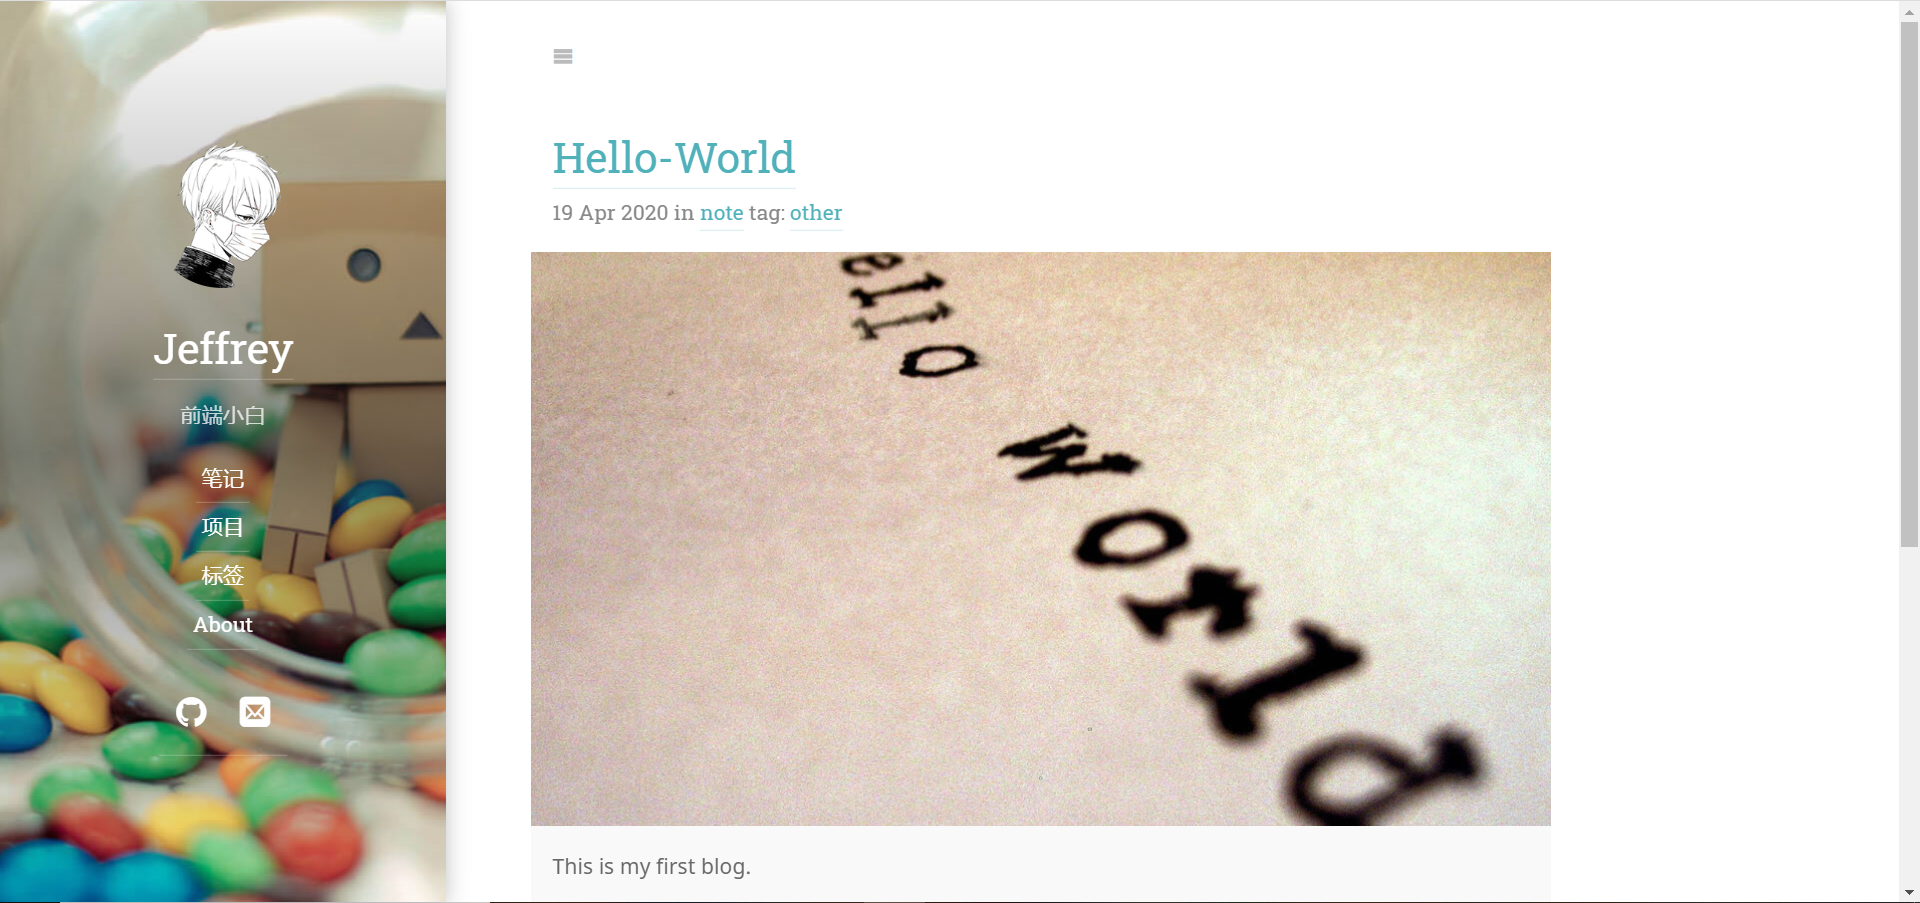 Jeffrey
前端小白
笔记
项目
标签
About
Hello-World
19 Apr 2020 in note tag: other
ello world
This is my first blog.